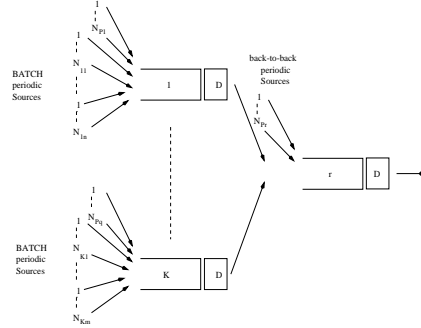 1
N_P1
1
BATCH
periodic
Sources
N_11
1
N_1n
1
D
back-to-back
periodic
Sources
1
N_Pr
r
D
1
N_Pq
1
BATCH
periodic
Sources
N_K1
1
N_Km
K
D